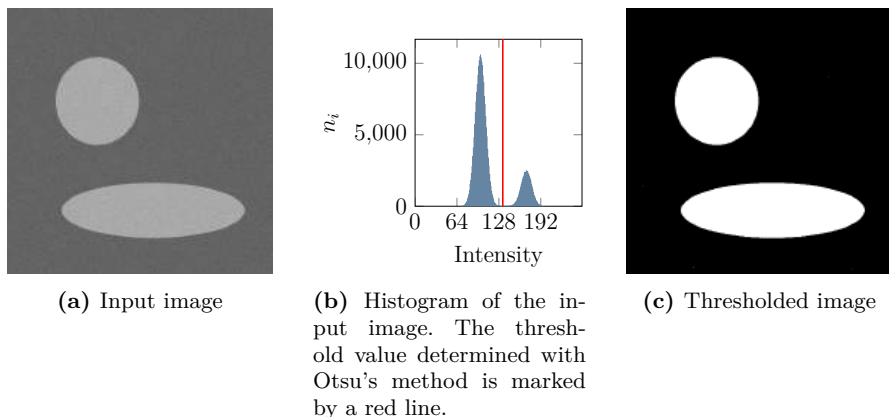 10,000
5,000
0
n_i
0 64 128 192
Intensity
(a) Input image
(b) Histogram of the in-
put image. The thresh-
old value determined with
Otsu's method is marked
by a red line.
(c) Thresholded image